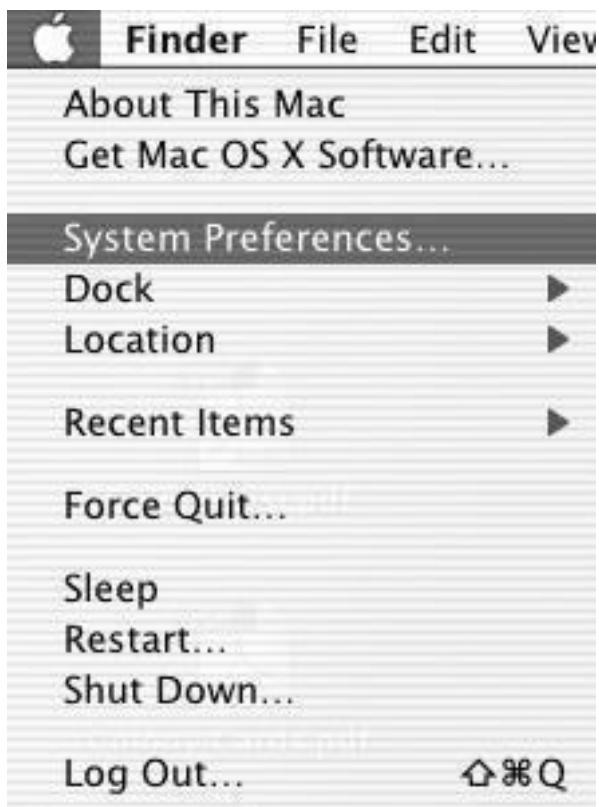 Finder File Edit View
About This Mac
Get Mac OS X Software...
System Preferences...
Dock
Location
Recent Items
Force Quit...
Sleep
Restart...
Shut Down...
Log Out... ⇧⌘Q